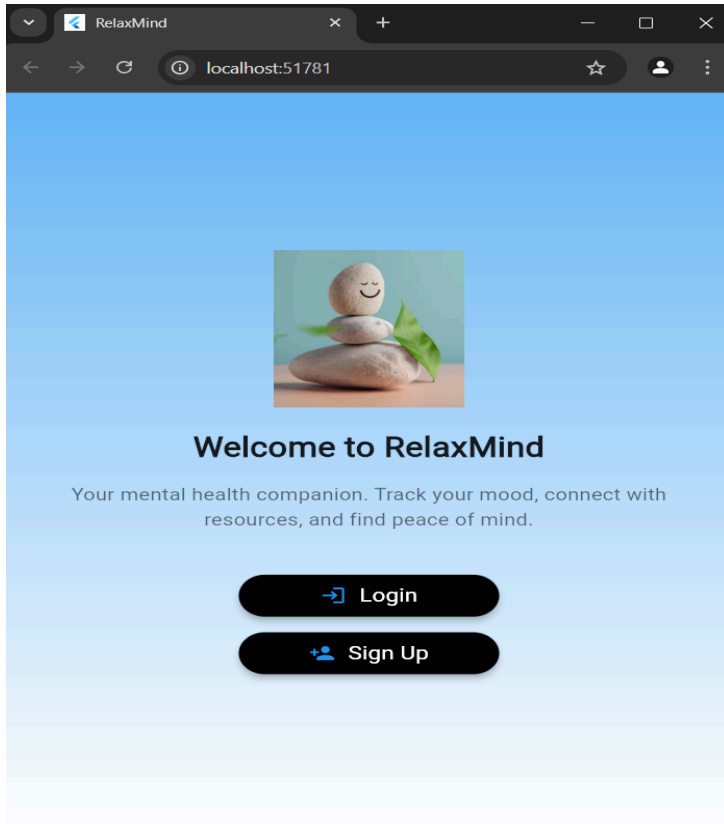 RelaxMind
localhost:51781
Welcome to RelaxMind
Your mental health companion. Track your mood, connect with
resources, and find peace of mind.
Login
Sign Up